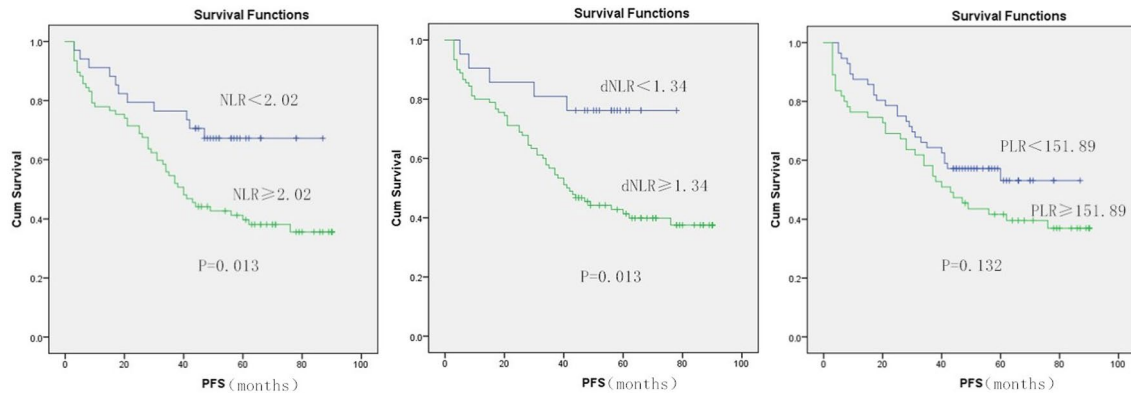 Survival Functions
1.0
0.8
0.6
0.4
0.2
0.0
Cum Survival
NLR＜2.02
NLR≥2.02
P=0.013
0
20
40
60
80
100
PFS(months)
Survival Functions
1.0
0.8
0.6
0.4
0.2
0.0
Cum Survival
dNLR＜1.34
dNLR≥1.34
P=0.013
0
20
40
60
80
100
PFS(months)
Survival Functions
1.0
0.8
0.6
0.4
0.2
0.0
Cum Survival
PLR＜151.89
PLR≥151.89
P=0.132
0
20
40
60
80
100
PFS(months)